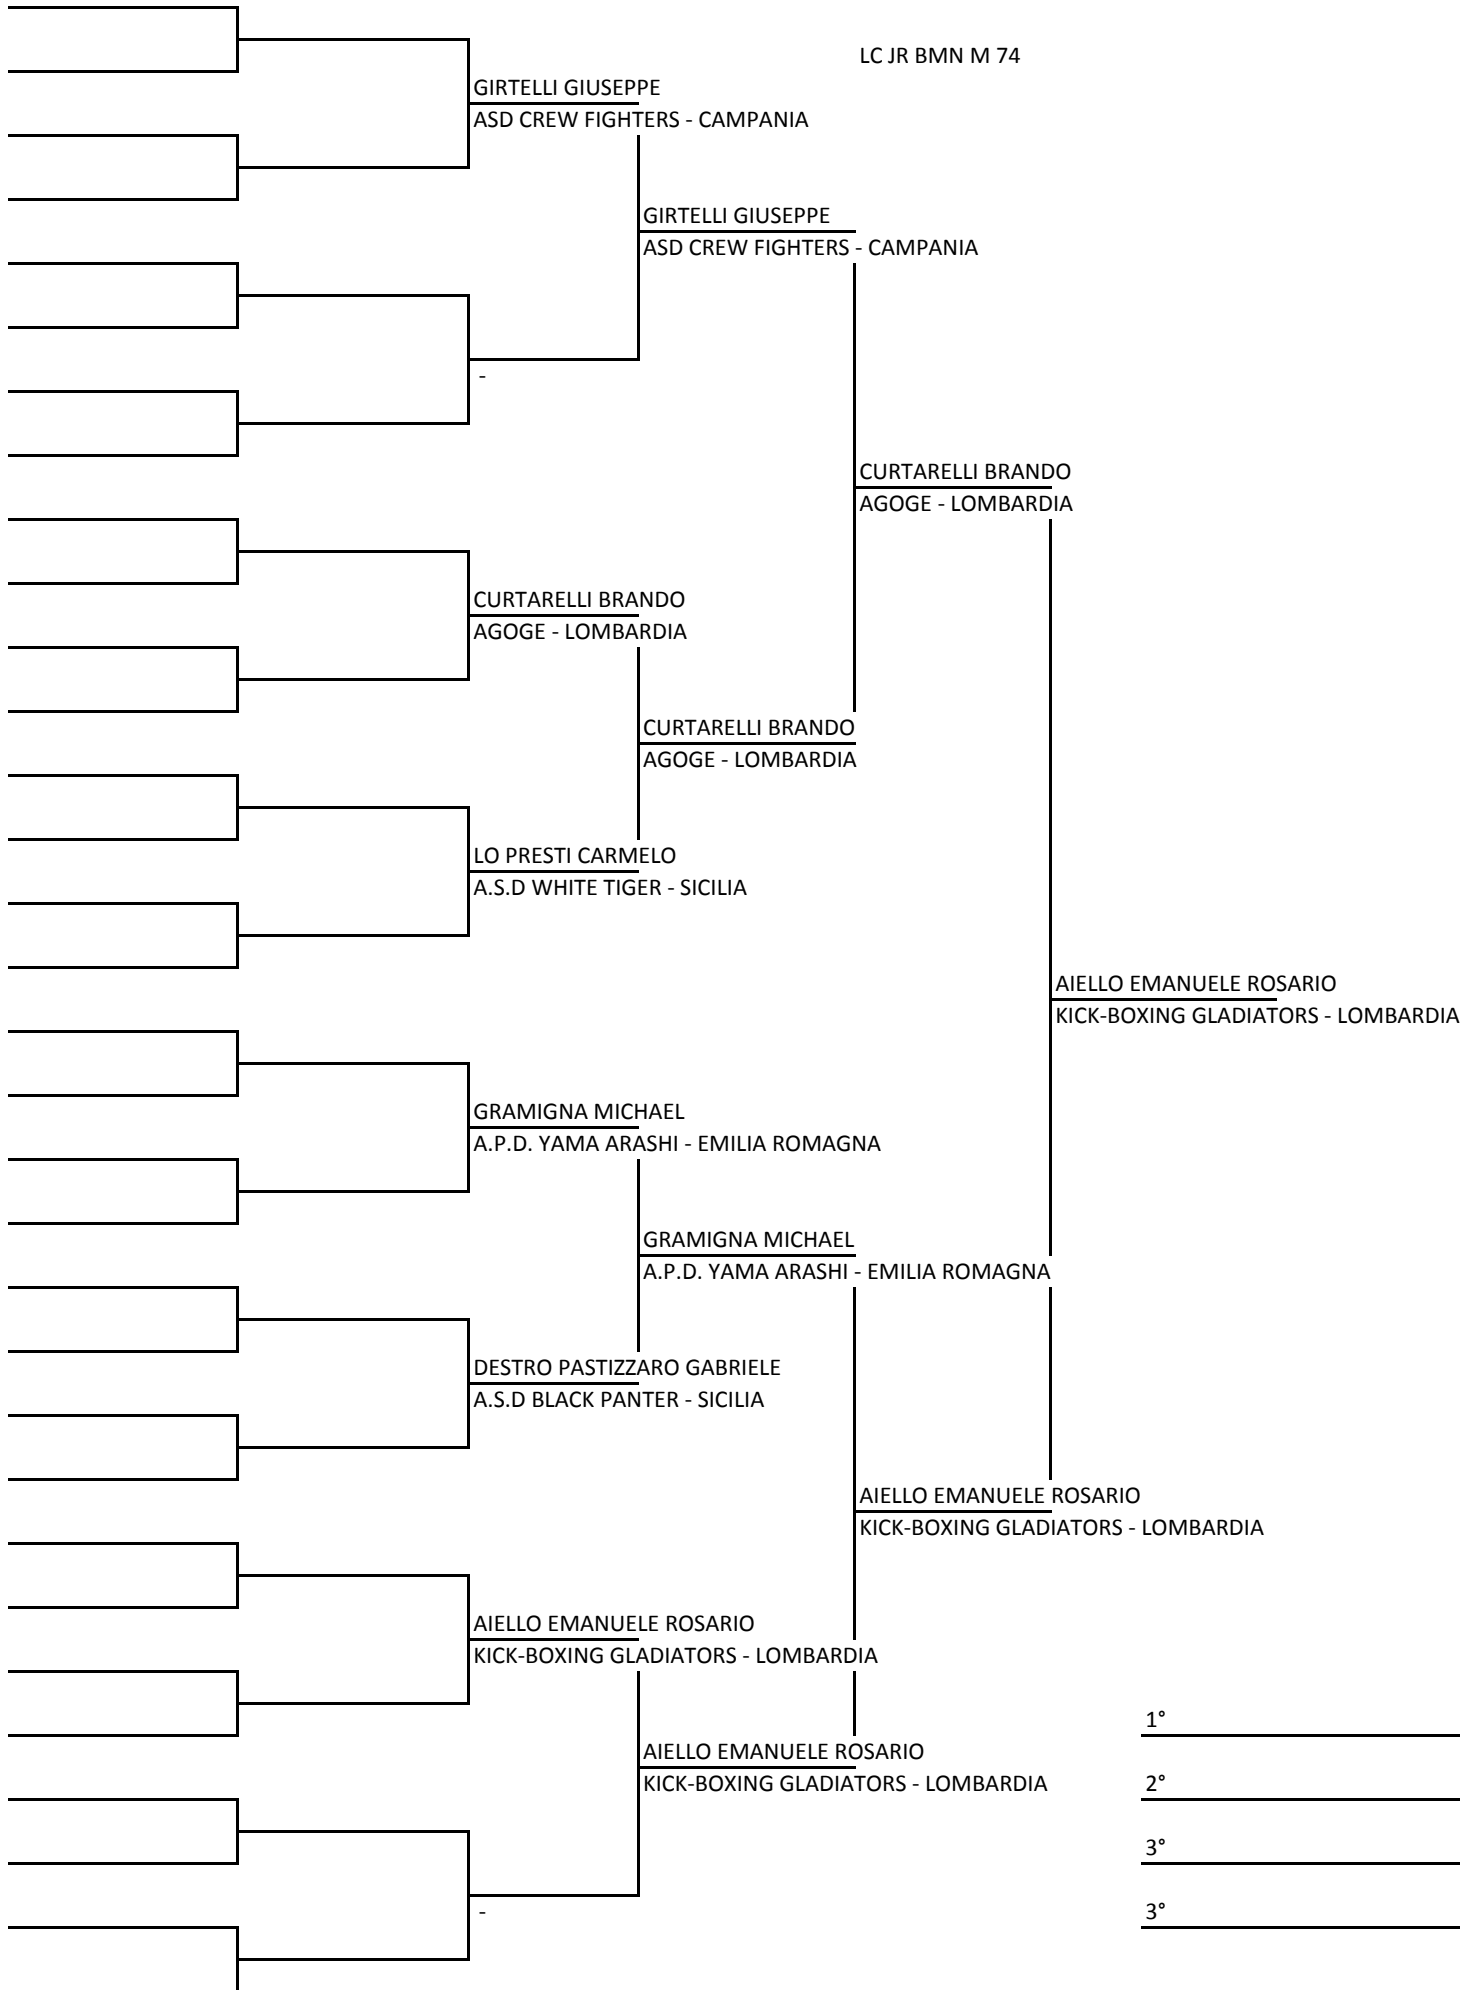 LC JR BMN M 74
GIRTELLI GIUSEPPE
ASD CREW FIGHTERS - CAMPANIA
GIRTELLI GIUSEPPE
ASD CREW FIGHTERS - CAMPANIA
-
CURTARELLI BRANDO
AGOGE - LOMBARDIA
CURTARELLI BRANDO
AGOGE - LOMBARDIA
CURTARELLI BRANDO
AGOGE - LOMBARDIA
LO PRESTI CARMELO
A.S.D WHITE TIGER - SICILIA
AIELLO EMANUELE ROSARIO
KICK-BOXING GLADIATORS - LOMBARDIA
GRAMIGNA MICHAEL
A.P.D. YAMA ARASHI - EMILIA ROMAGNA
GRAMIGNA MICHAEL
A.P.D. YAMA ARASHI - EMILIA ROMAGNA
DESTRO PASTIZZARO GABRIELE
A.S.D BLACK PANTER - SICILIA
AIELLO EMANUELE ROSARIO
KICK-BOXING GLADIATORS - LOMBARDIA
AIELLO EMANUELE ROSARIO
KICK-BOXING GLADIATORS - LOMBARDIA
1°
AIELLO EMANUELE ROSARIO
KICK-BOXING GLADIATORS - LOMBARDIA
2°
3°
-
3°